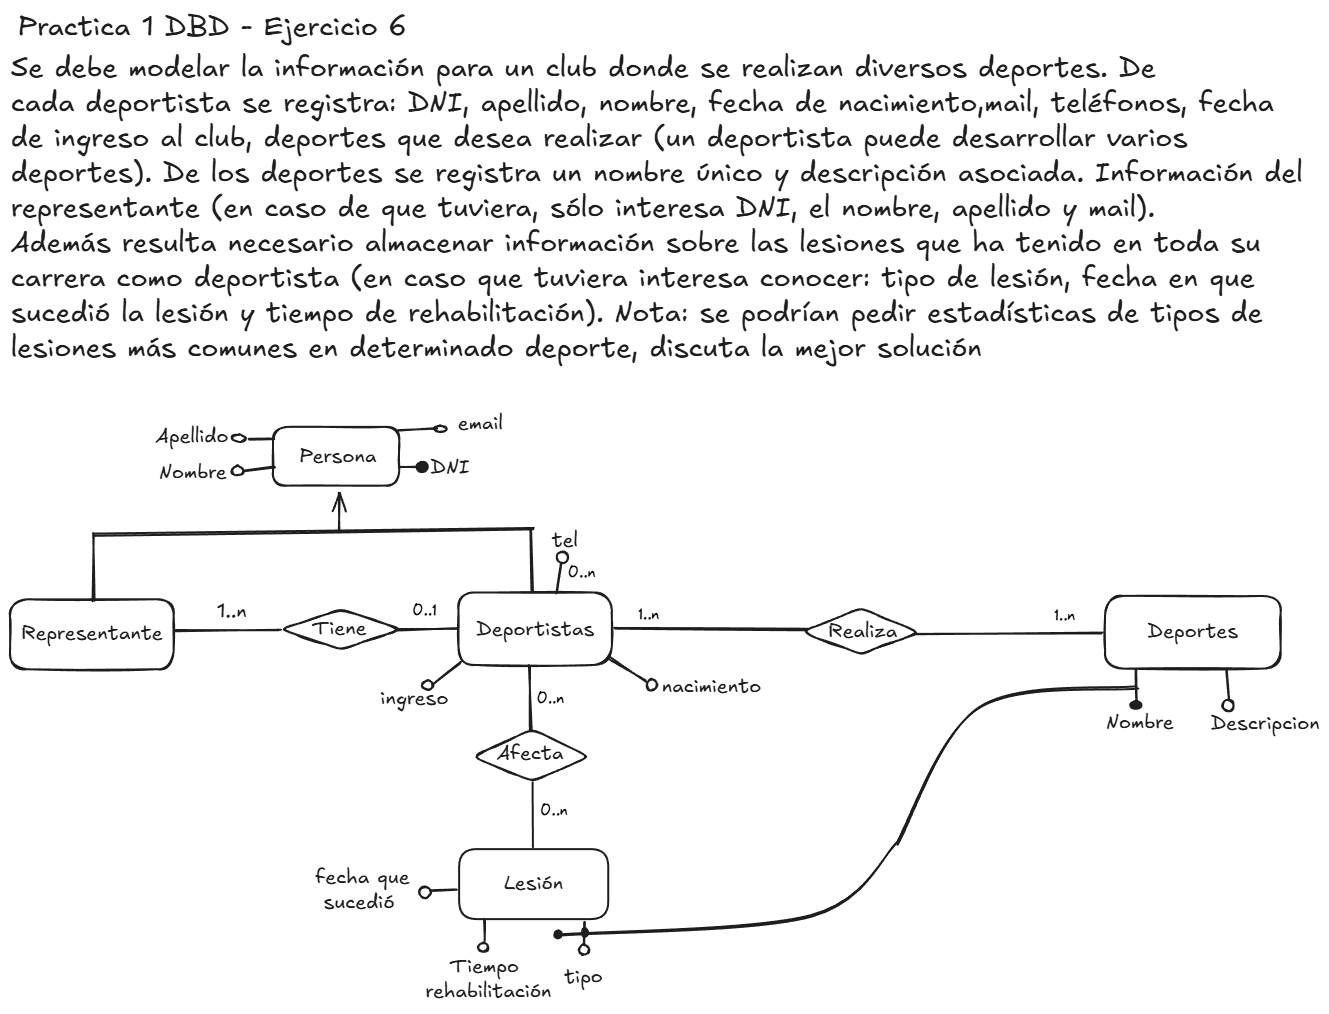 Practica 1 DBD - Ejercicio 6
Se debe modelar la información para un club donde se realizan diversos deportes. De
cada deportista se registra: DNI, apellido, nombre, fecha de nacimiento,mail, teléfonos, fecha
de ingreso al club, deportes que desea realizar (un deportista puede desarrollar varios
deportes). De los deportes se registra un nombre único y descripción asociada. Información del
representante (en caso de que tuviera, sólo interesa DNI, el nombre, apellido y mail).
Además resulta necesario almacenar información sobre las lesiones que ha tenido en toda su
carrera como deportista (en caso que tuviera interesa conocer: tipo de lesión, fecha en que
sucedió la lesión y tiempo de rehabilitación). Nota: se podrían pedir estadísticas de tipos de
lesiones más comunes en determinado deporte, discuta la mejor solución
Apellido
email
Persona
Nombre
DNI
tel
0..n
Representante
1..n
Tiene
0..1
Deportistas
1..n
Realiza
1..n
Deportes
ingreso
nacimiento
0..n
Nombre
Descripcion
Afecta
0..n
fecha que
sucedió
Lesión
Tiempo
rehabilitación
tipo